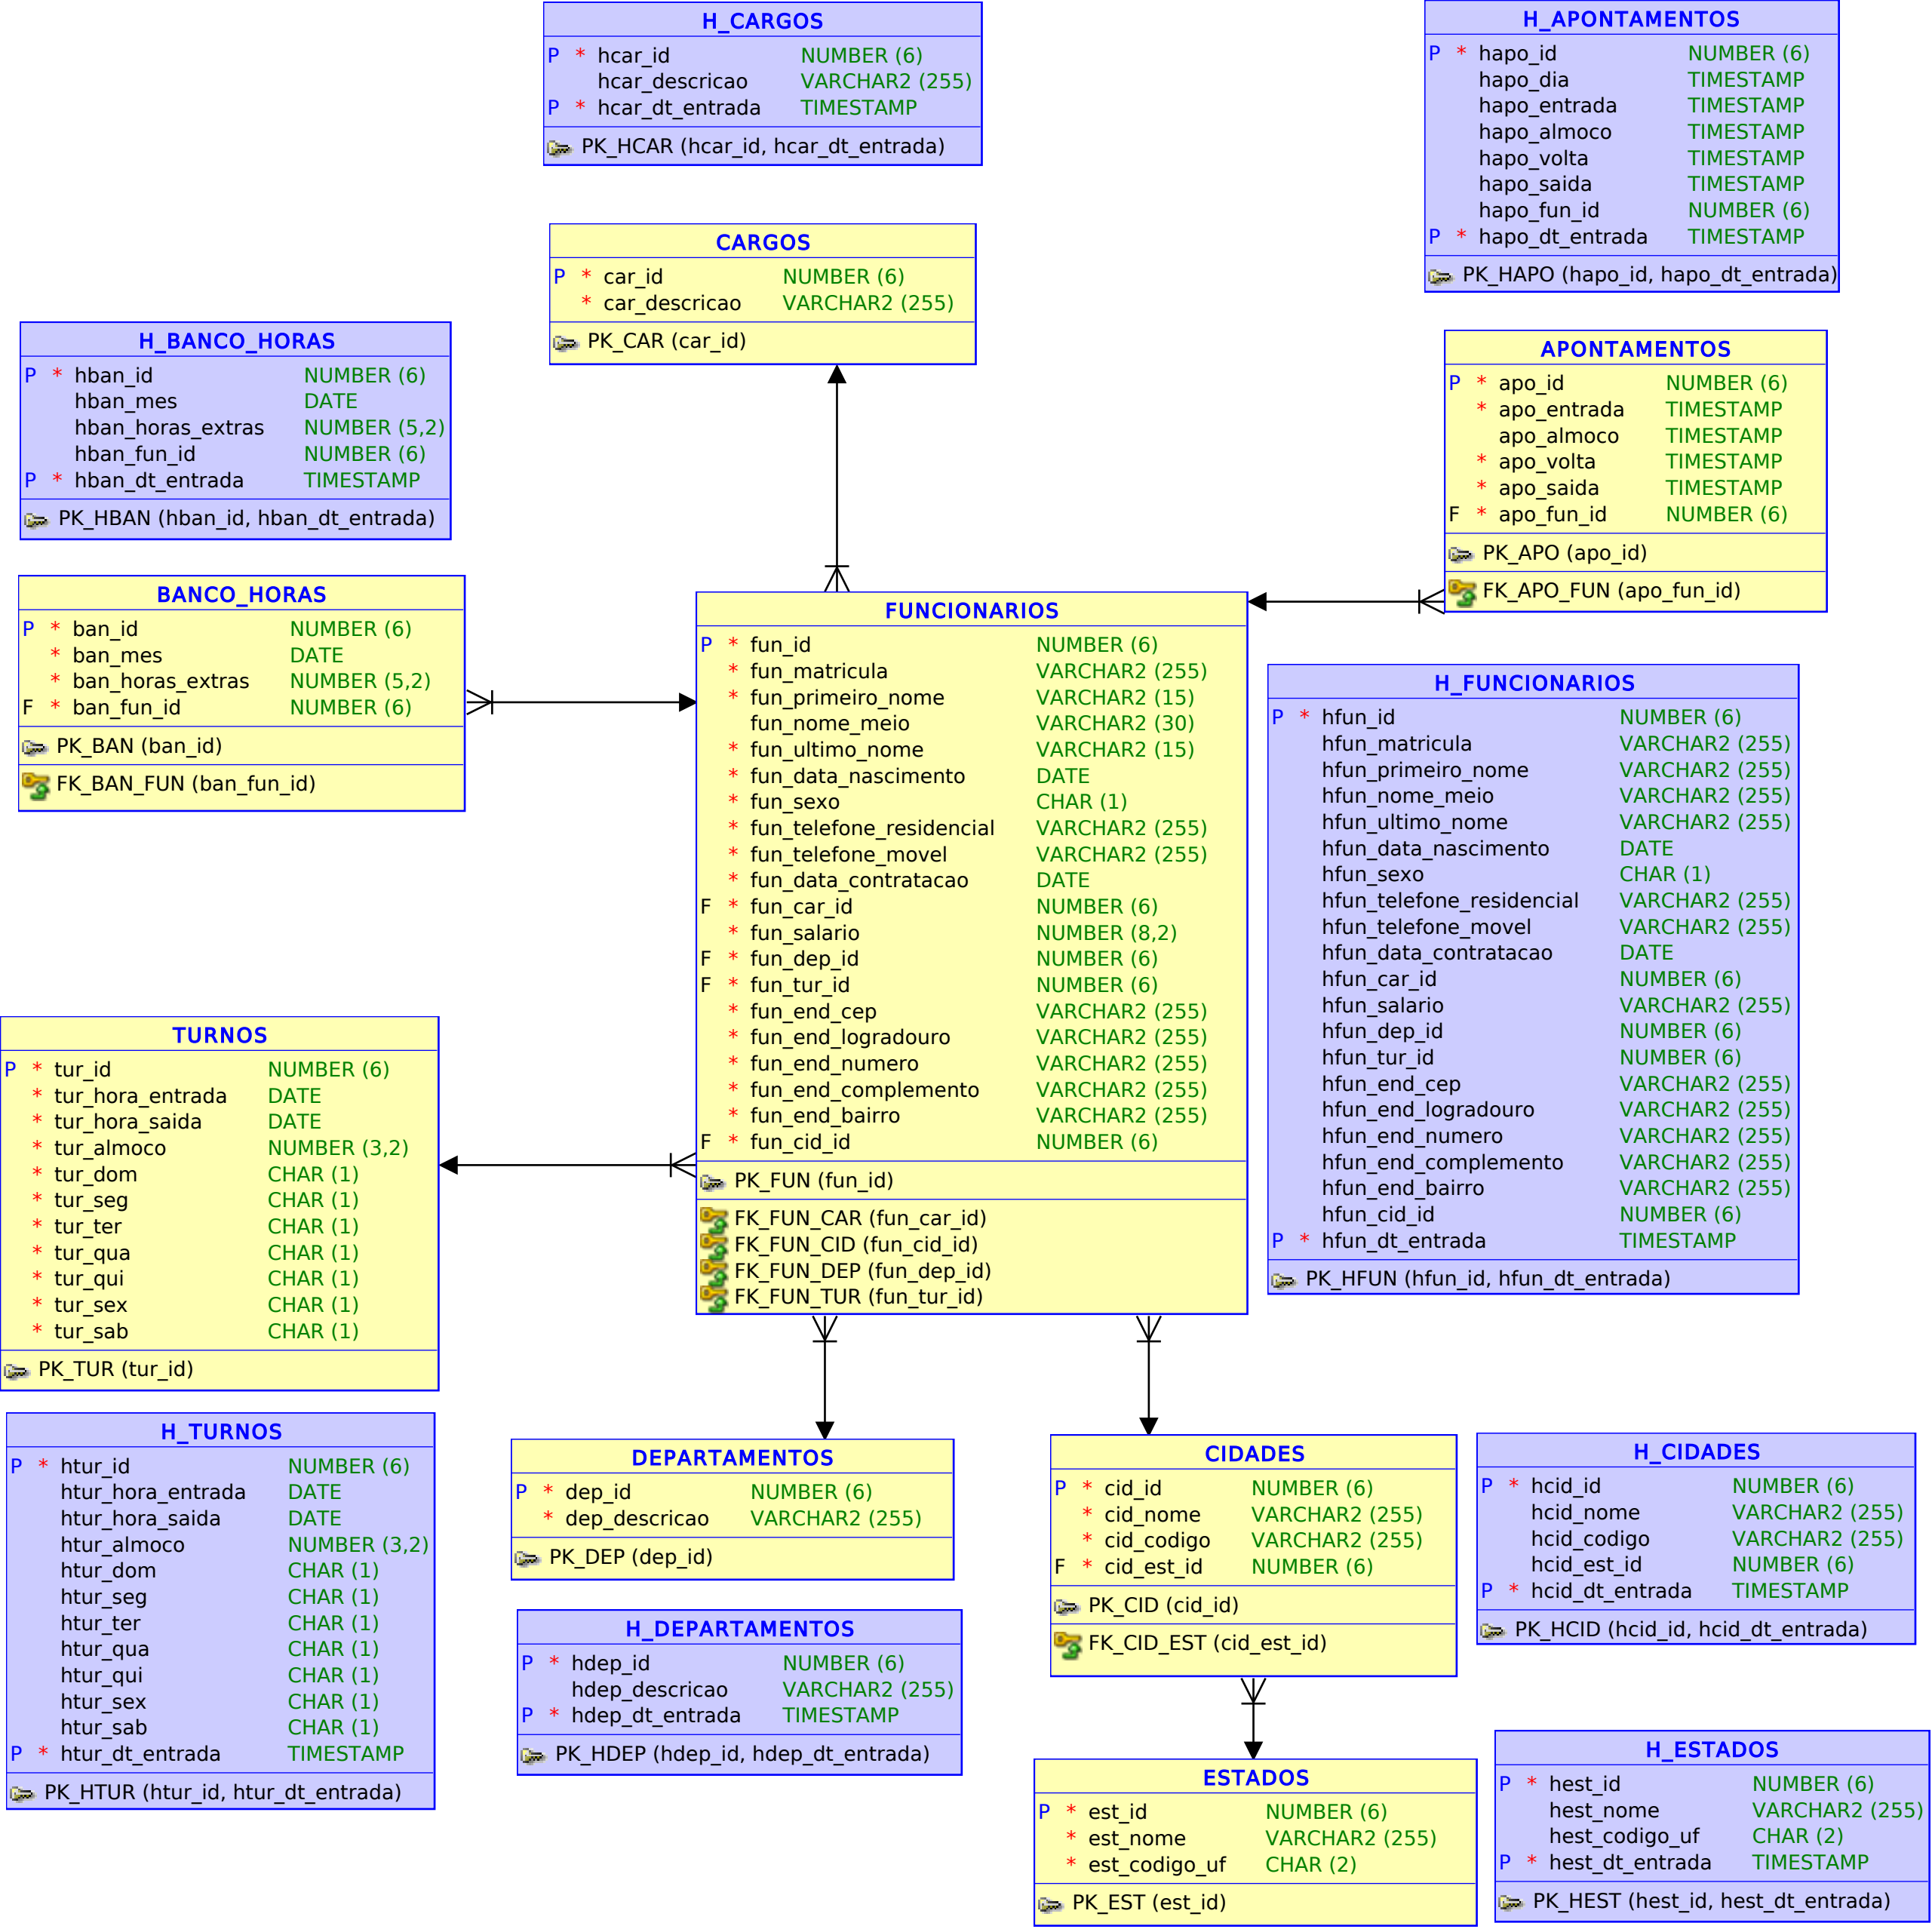 H_CARGOS
P * hcar_id NUMBER (6)
hcar_descricao VARCHAR2 (255)
P * hcar_dt_entrada TIMESTAMP
PK_HCAR (hcar_id, hcar_dt_entrada)
H_APONTAMENTOS
P * hapo_id NUMBER (6)
hapo_dia TIMESTAMP
hapo_entrada TIMESTAMP
hapo_almoco TIMESTAMP
hapo_volta TIMESTAMP
hapo_saida TIMESTAMP
hapo_fun_id NUMBER (6)
P * hapo_dt_entrada TIMESTAMP
PK_HAPO (hapo_id, hapo_dt_entrada)
CARGOS
P * car_id NUMBER (6)
* car_descricao VARCHAR2 (255)
PK_CAR (car_id)
H_BANCO_HORAS
P * hban_id NUMBER (6)
hban_mes DATE
hban_horas_extras NUMBER (5,2)
hban_fun_id NUMBER (6)
P * hban_dt_entrada TIMESTAMP
PK_HBAN (hban_id, hban_dt_entrada)
APONTAMENTOS
P * apo_id NUMBER (6)
* apo_entrada TIMESTAMP
apo_almoco TIMESTAMP
* apo_volta TIMESTAMP
* apo_saida TIMESTAMP
F * apo_fun_id NUMBER (6)
PK_APO (apo_id)
FK_APO_FUN (apo_fun_id)
BANCO_HORAS
P * ban_id NUMBER (6)
* ban_mes DATE
* ban_horas_extras NUMBER (5,2)
F * ban_fun_id NUMBER (6)
PK_BAN (ban_id)
FK_BAN_FUN (ban_fun_id)
FUNCIONARIOS
P * fun_id NUMBER (6)
* fun_matricula VARCHAR2 (255)
* fun_primeiro_nome VARCHAR2 (15)
fun_nome_meio VARCHAR2 (30)
* fun_ultimo_nome VARCHAR2 (15)
* fun_data_nascimento DATE
* fun_sexo CHAR (1)
* fun_telefone_residencial VARCHAR2 (255)
* fun_telefone_movel VARCHAR2 (255)
* fun_data_contratacao DATE
F * fun_car_id NUMBER (6)
* fun_salario NUMBER (8,2)
F * fun_dep_id NUMBER (6)
F * fun_tur_id NUMBER (6)
* fun_end_cep VARCHAR2 (255)
* fun_end_logradouro VARCHAR2 (255)
* fun_end_numero VARCHAR2 (255)
* fun_end_complemento VARCHAR2 (255)
* fun_end_bairro VARCHAR2 (255)
F * fun_cid_id NUMBER (6)
PK_FUN (fun_id)
FK_FUN_CAR (fun_car_id)
FK_FUN_CID (fun_cid_id)
FK_FUN_DEP (fun_dep_id)
FK_FUN_TUR (fun_tur_id)
H_FUNCIONARIOS
P * hfun_id NUMBER (6)
hfun_matricula VARCHAR2 (255)
hfun_primeiro_nome VARCHAR2 (255)
hfun_nome_meio VARCHAR2 (255)
hfun_ultimo_nome VARCHAR2 (255)
hfun_data_nascimento DATE
hfun_sexo CHAR (1)
hfun_telefone_residencial VARCHAR2 (255)
hfun_telefone_movel VARCHAR2 (255)
hfun_data_contratacao DATE
hfun_car_id NUMBER (6)
hfun_salario VARCHAR2 (255)
hfun_dep_id NUMBER (6)
hfun_tur_id NUMBER (6)
hfun_end_cep VARCHAR2 (255)
hfun_end_logradouro VARCHAR2 (255)
hfun_end_numero VARCHAR2 (255)
hfun_end_complemento VARCHAR2 (255)
hfun_end_bairro VARCHAR2 (255)
hfun_cid_id NUMBER (6)
P * hfun_dt_entrada TIMESTAMP
PK_HFUN (hfun_id, hfun_dt_entrada)
TURNOS
P * tur_id NUMBER (6)
* tur_hora_entrada DATE
* tur_hora_saida DATE
* tur_almoco NUMBER (3,2)
* tur_dom CHAR (1)
* tur_seg CHAR (1)
* tur_ter CHAR (1)
* tur_qua CHAR (1)
* tur_qui CHAR (1)
* tur_sex CHAR (1)
* tur_sab CHAR (1)
PK_TUR (tur_id)
H_TURNOS
P * htur_id NUMBER (6)
htur_hora_entrada DATE
htur_hora_saida DATE
htur_almoco NUMBER (3,2)
htur_dom CHAR (1)
htur_seg CHAR (1)
htur_ter CHAR (1)
htur_qua CHAR (1)
htur_qui CHAR (1)
htur_sex CHAR (1)
htur_sab CHAR (1)
P * htur_dt_entrada TIMESTAMP
PK_HTUR (htur_id, htur_dt_entrada)
DEPARTAMENTOS
P * dep_id NUMBER (6)
* dep_descricao VARCHAR2 (255)
PK_DEP (dep_id)
H_DEPARTAMENTOS
P * hdep_id NUMBER (6)
hdep_descricao VARCHAR2 (255)
P * hdep_dt_entrada TIMESTAMP
PK_HDEP (hdep_id, hdep_dt_entrada)
CIDADES
P * cid_id NUMBER (6)
* cid_nome VARCHAR2 (255)
* cid_codigo VARCHAR2 (255)
F * cid_est_id NUMBER (6)
PK_CID (cid_id)
FK_CID_EST (cid_est_id)
H_CIDADES
P * hcid_id NUMBER (6)
hcid_nome VARCHAR2 (255)
hcid_codigo VARCHAR2 (255)
hcid_est_id NUMBER (6)
P * hcid_dt_entrada TIMESTAMP
PK_HCID (hcid_id, hcid_dt_entrada)
ESTADOS
P * est_id NUMBER (6)
* est_nome VARCHAR2 (255)
* est_codigo_uf CHAR (2)
PK_EST (est_id)
H_ESTADOS
P * hest_id NUMBER (6)
hest_nome VARCHAR2 (255)
hest_codigo_uf CHAR (2)
P * hest_dt_entrada TIMESTAMP
PK_HEST (hest_id, hest_dt_entrada)